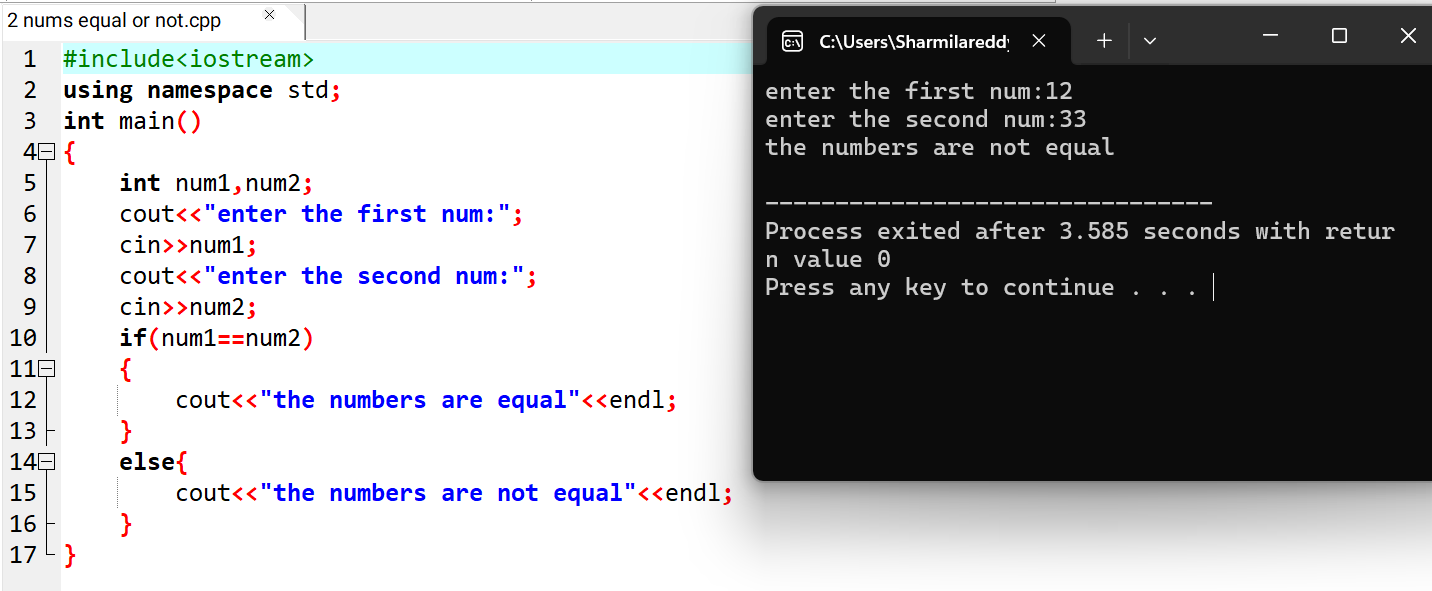 2 nums equal or not.cpp
1 #include<iostream>
2 using namespace std;
3 int main()
4 {
5     int num1,num2;
6     cout<<"enter the first num:";
7     cin>>num1;
8     cout<<"enter the second num:";
9     cin>>num2;
10     if(num1==num2)
11     {
12         cout<<"the numbers are equal"<<endl;
13     }
14     else{
15         cout<<"the numbers are not equal"<<endl;
16     }
17 }
C:\Users\Sharmilareddy
enter the first num:12
enter the second num:33
the numbers are not equal
--------------------------------
Process exited after 3.585 seconds with retur
n value 0
Press any key to continue . . .